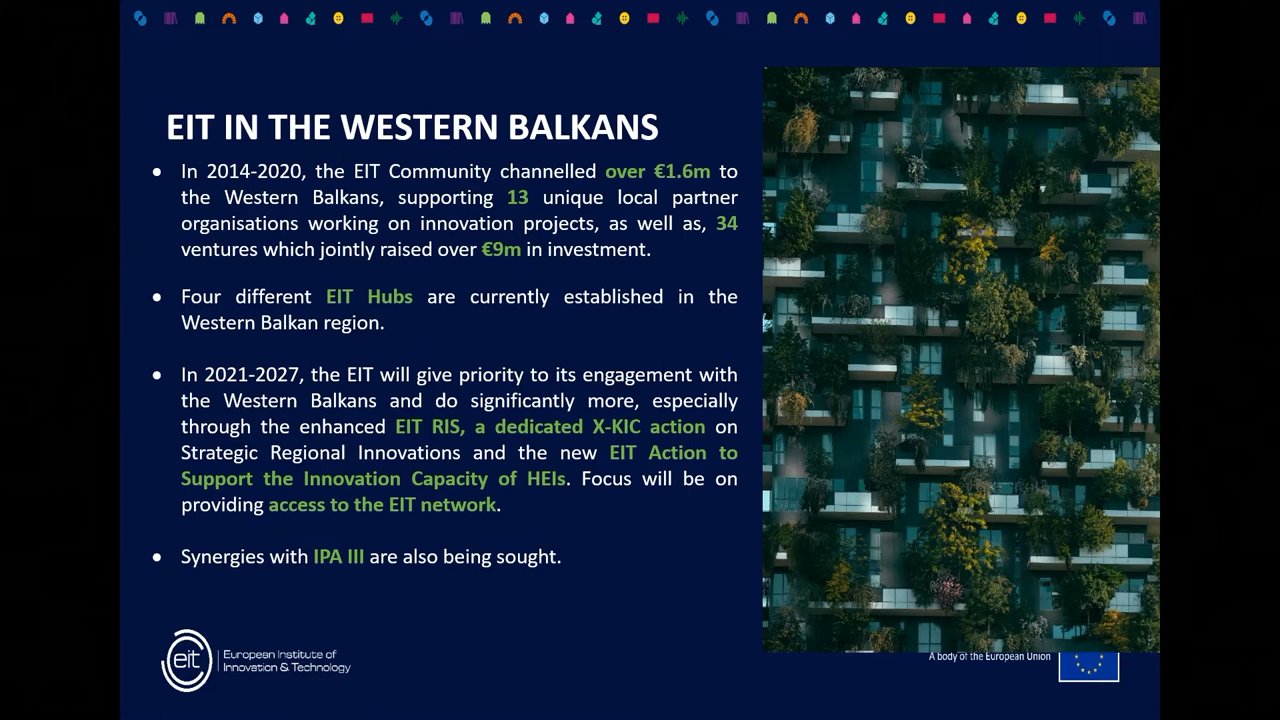 EIT IN THE WESTERN BALKANS
• In 2014-2020, the EIT Community channelled over €1.6m to
the Western Balkans, supporting 13 unique local partner
organisations working on innovation projects, as well as, 34
ventures which jointly raised over €9m in investment.
• Four different EIT Hubs are currently established in the
Western Balkan region.
• In 2021-2027, the EIT will give priority to its engagement with
the Western Balkans and do significantly more, especially
through the enhanced EIT RIS, a dedicated X-KIC action on
Strategic Regional Innovations and the new EIT Action to
Support the Innovation Capacity of HEIs. Focus will be on
providing access to the EIT network.
• Synergies with IPA III are also being sought.
eit
European Institute of
Innovation & Technology
A body of the European Union